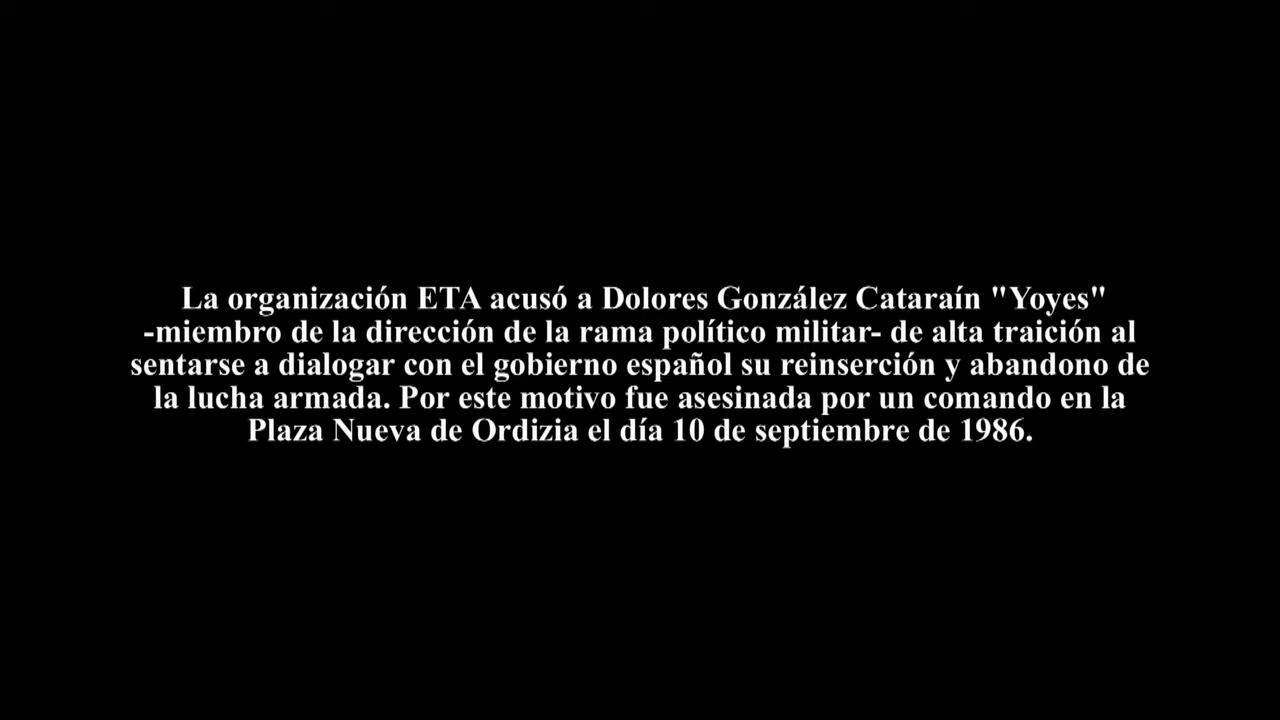 La organización ETA acusó a Dolores González Cataraín "Yoyes"
-miembro de la dirección de la rama político militar- de alta traición al
sentarse a dialogar con el gobierno español su reinserción y abandono de
la lucha armada. Por este motivo fue asesinada por un comando en la
Plaza Nueva de Ordizia el día 10 de septiembre de 1986.